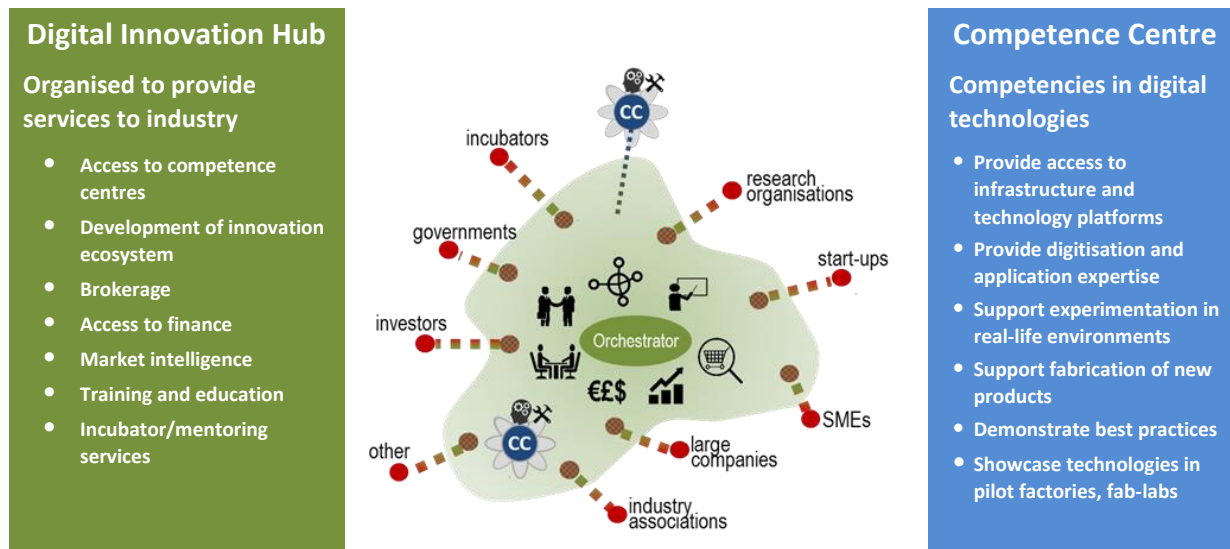 Digital Innovation Hub
Organised to provide
services to industry
Access to competence
centres
Development of innovation
ecosystem
Brokerage
Access to finance
Market intelligence
Training and education
Incubator/mentoring
services
CC
incubators
research
organisations
governments
start-ups
investors
Orchestrator
€£$
SMEs
CC
other
large
companies
industry
associations
Competence Centre
Competencies in digital
technologies
Provide access to
infrastructure and
technology platforms
Provide digitisation and
application expertise
Support experimentation in
real-life environments
Support fabrication of new
products
Demonstrate best practices
Showcase technologies in
pilot factories, fab-labs